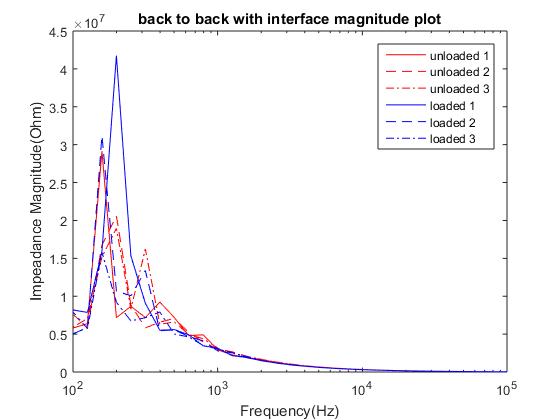 back to back with interface magnitude plot
×10^7
4.5
4
3.5
3
2.5
2
1.5
1
0.5
0
Impeadance Magnitude(Ohm)
unloaded 1
unloaded 2
unloaded 3
loaded 1
loaded 2
loaded 3
10^2
10^3
10^4
10^5
Frequency(Hz)